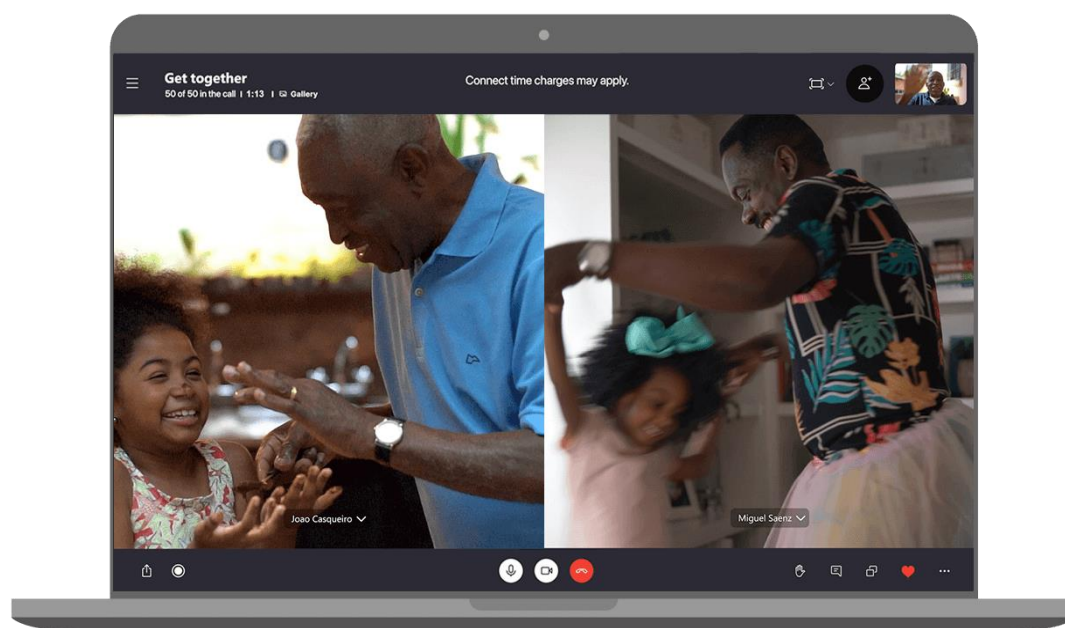 Get together
50 of 50 in the call | 1:13 | Gallery
Connect time charges may apply.
Joao Casqueiro
Miguel Saenz